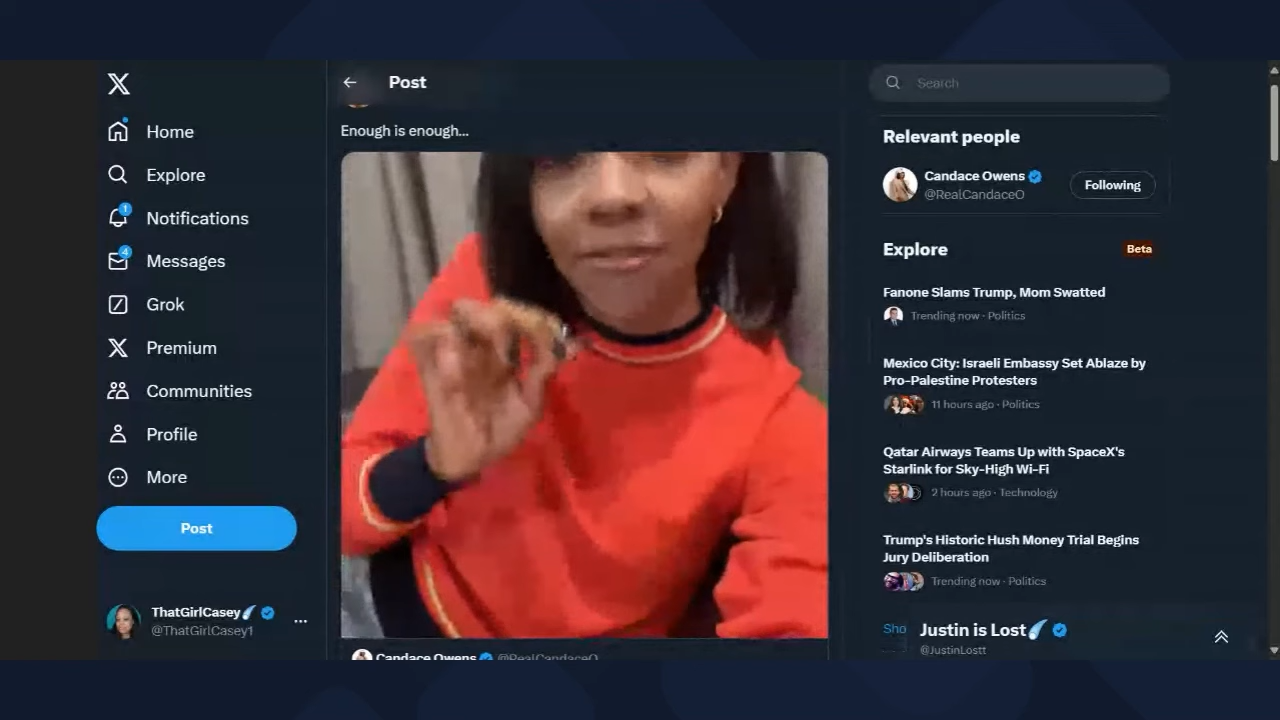 Post
Search
Home
Explore
1
Notifications
4
Messages
Grok
Premium
Communities
Profile
More
Post
ThatGirlCasey
@ThatGirlCasey1
Enough is enough...
Candace Owens @RealCandaceO
Relevant people
Candace Owens
@RealCandaceO
Following
Explore
Beta
Fanone Slams Trump, Mom Swatted
Trending now · Politics
Mexico City: Israeli Embassy Set Ablaze by
Pro-Palestine Protesters
11 hours ago · Politics
Qatar Airways Teams Up with SpaceX's
Starlink for Sky-High Wi-Fi
2 hours ago · Technology
Trump's Historic Hush Money Trial Begins
Jury Deliberation
Trending now · Politics
Sho
Justin is Lost
@JustinLostt